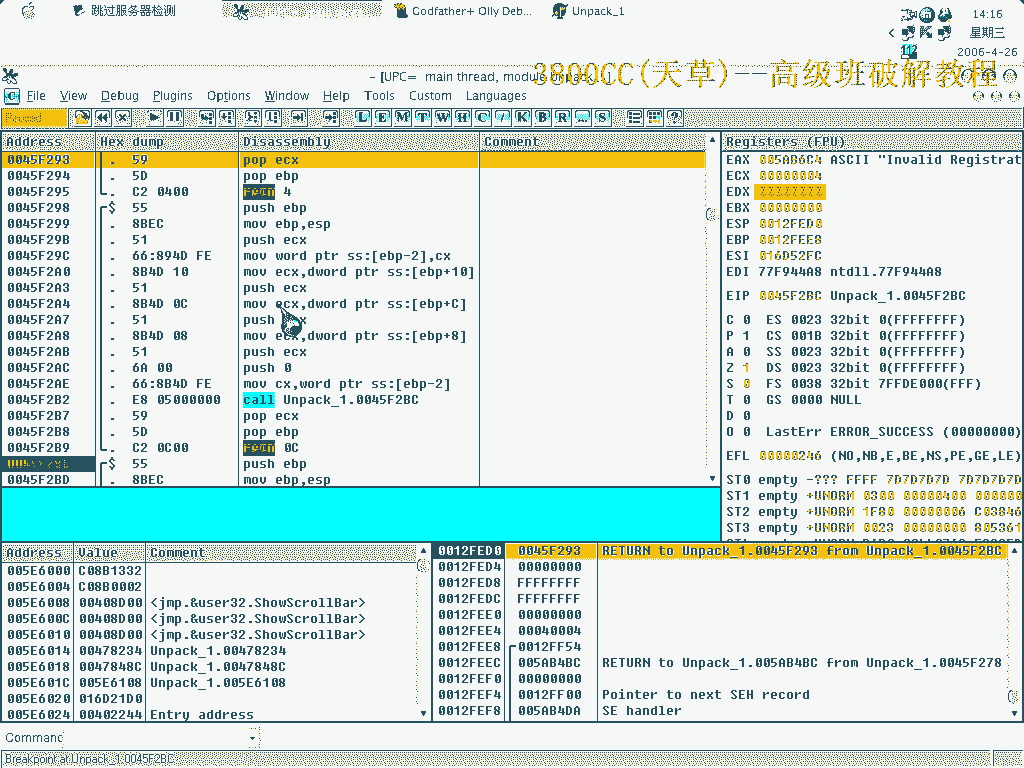 跳过服务器检测
Godfather+ Olly Deb...
Unpack_1
14:16
星期三
2006-4-26
- [UPC= main thread, module
3800CC(天草)--高级班破解教程
C File View Debug Plugins Options Window Help Tools Custom Languages
Paused
L E M T W H C / K B R ... S
Address Hex dump Disassembly Comment
0045F293 . 59 pop ecx
0045F294 . 5D pop ebp
0045F295 . C2 0400 retn 4
0045F298 $ 55 push ebp
0045F299 . 8BEC mov ebp,esp
0045F29B . 51 push ecx
0045F29C . 66:894D FE mov word ptr ss:[ebp-2],cx
0045F2A0 . 8B4D 10 mov ecx,dword ptr ss:[ebp+10]
0045F2A3 . 51 push ecx
0045F2A4 . 8B4D 0C mov ecx,dword ptr ss:[ebp+C]
0045F2A7 . 51 push
0045F2A8 . 8B4D 08 mov ecx,dword ptr ss:[ebp+8]
0045F2AB . 51 push ecx
0045F2AC . 6A 00 push 0
0045F2AE . 66:8B4D FE mov cx,word ptr ss:[ebp-2]
0045F2B2 . E8 05000000 call Unpack_1.0045F2BC
0045F2B7 . 59 pop ecx
0045F2B8 . 5D pop ebp
0045F2B9 . C2 0C00 retn 0C
$ 55 push ebp
0045F2BD . 8BEC mov ebp,esp
Registers (FPU)
EAX 005AB6C4 ASCII "Invalid Registrat
ECX 00000004
EDX
EBX 00000000
ESP 0012FED0
EBP 0012FEE8
ESI 016D52FC
EDI 77F944A8 ntdll.77F944A8
EIP 0045F2BC Unpack_1.0045F2BC
C 0 ES 0023 32bit 0(FFFFFFFF)
P 1 CS 001B 32bit 0(FFFFFFFF)
A 0 SS 0023 32bit 0(FFFFFFFF)
Z 1 DS 0023 32bit 0(FFFFFFFF)
S 0 FS 0038 32bit 7FFDE000(FFF)
T 0 GS 0000 NULL
D 0
O 0 LastErr ERROR_SUCCESS (00000000)
EFL 00000246 (NO,NB,E,BE,NS,PE,GE,LE)
ST0 empty -??? FFFF 7D7D7D7D 7D7D7D7D
ST1 empty +UNORM 0300 00000400 000000
ST2 empty +UNORM 1F80 00000006 C03846
ST3 empty +UNORM 0023 00000000 805361
Address Value Comment
005E6000 C08B1332
005E6004 C08B0002
005E6008 00408D00 <jmp.&user32.ShowScrollBar>
005E600C 00408D00 <jmp.&user32.ShowScrollBar>
005E6010 00408D00 <jmp.&user32.ShowScrollBar>
005E6014 00478234 Unpack_1.00478234
005E6018 0047848C Unpack_1.0047848C
005E601C 005E6108 Unpack_1.005E6108
005E6020 016D21D0
005E6024 00402244 Entry address
0012FED0 0045F293 RETURN to Unpack_1.0045F293 from Unpack_1.0045F2BC
0012FED4 00000000
0012FED8 FFFFFFFF
0012FEDC FFFFFFFF
0012FEE0 00000000
0012FEE4 00040004
0012FEE8 0012FF54
0012FEEC 005AB4BC RETURN to Unpack_1.005AB4BC from Unpack_1.0045F278
0012FEF0 00000000
0012FEF4 0012FF00 Pointer to next SEH record
0012FEF8 005AB4DA SE handler
Command
Breakpoint at Unpack_1.0045F2BC